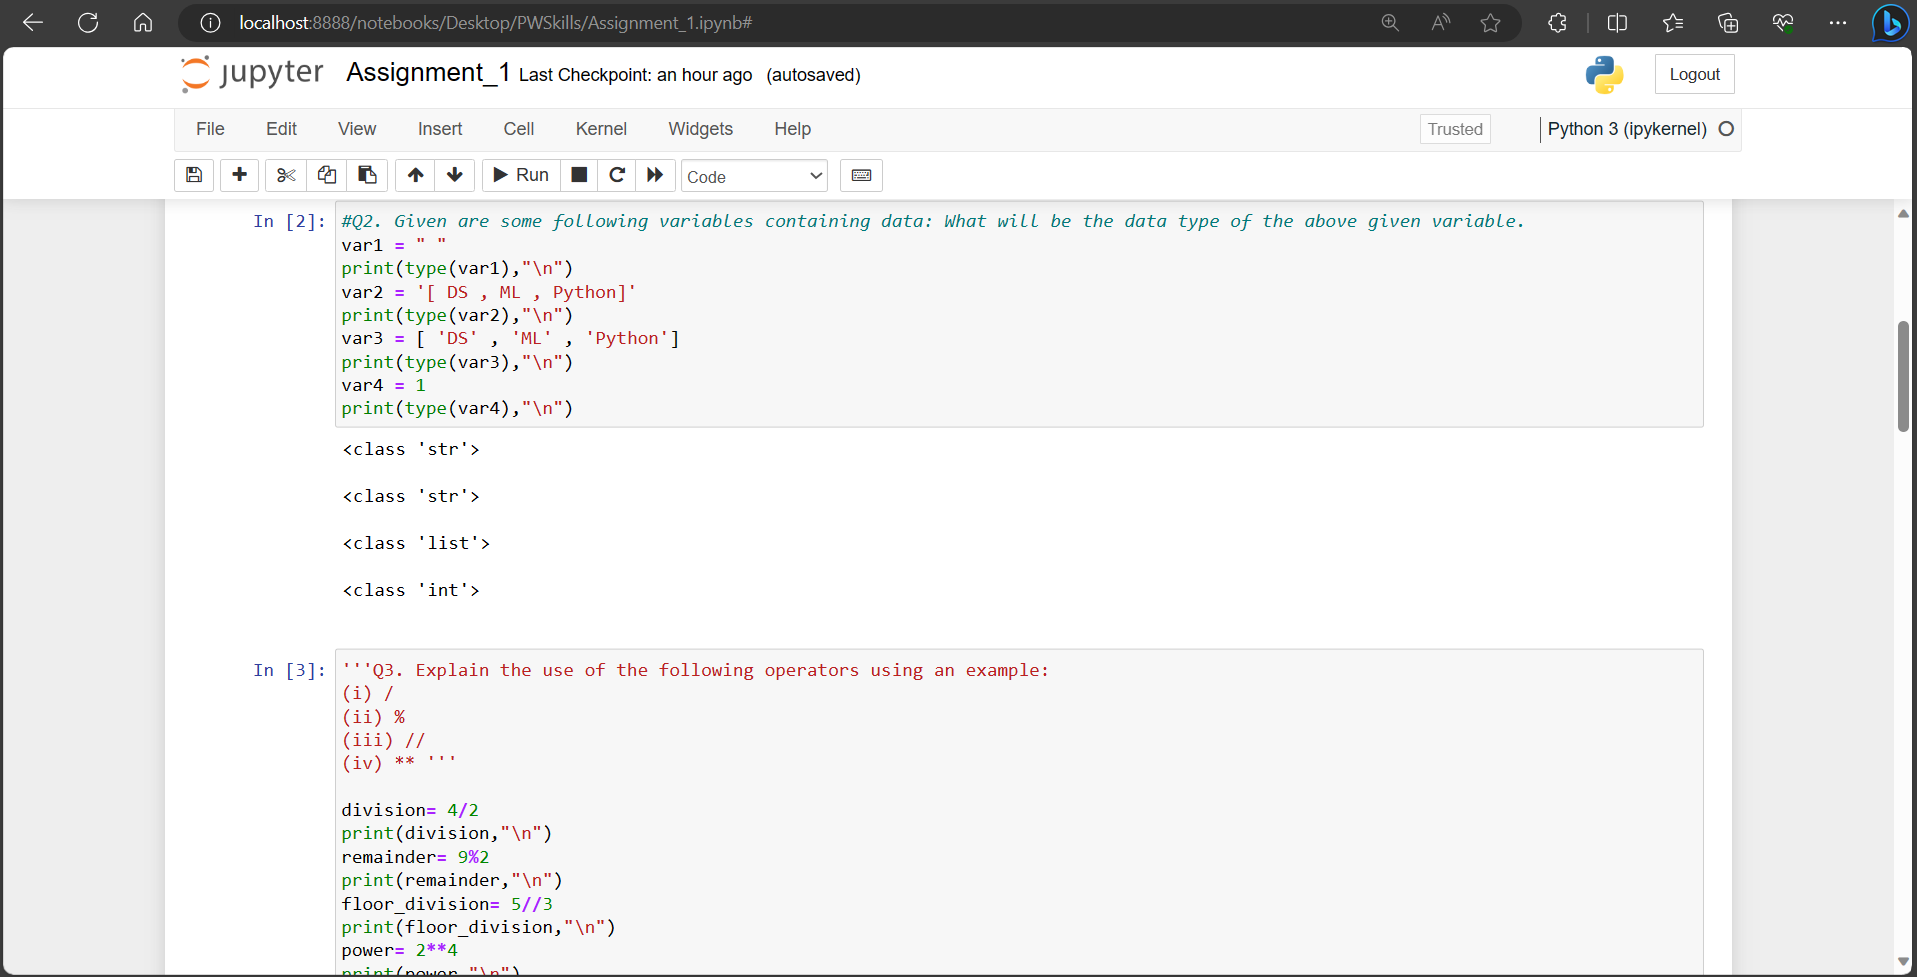 localhost:8888/notebooks/Desktop/PWSkills/Assignment_1.ipynb#
jupyter Assignment_1 Last Checkpoint: an hour ago (autosaved) Logout
File Edit View Insert Cell Kernel Widgets Help Trusted Python 3 (ipykernel)
Run Code
In [2]: #Q2. Given are some following variables containing data: What will be the data type of the above given variable.
var1 = " "
print(type(var1),"\n")
var2 = '[ DS , ML , Python]'
print(type(var2),"\n")
var3 = [ 'DS' , 'ML' , 'Python']
print(type(var3),"\n")
var4 = 1
print(type(var4),"\n")
<class 'str'>
<class 'str'>
<class 'list'>
<class 'int'>
In [3]: '''Q3. Explain the use of the following operators using an example:
(i) /
(ii) %
(iii) //
(iv) ** '''
division= 4/2
print(division,"\n")
remainder= 9%2
print(remainder,"\n")
floor_division= 5//3
print(floor_division,"\n")
power= 2**4
print(power,"\n")